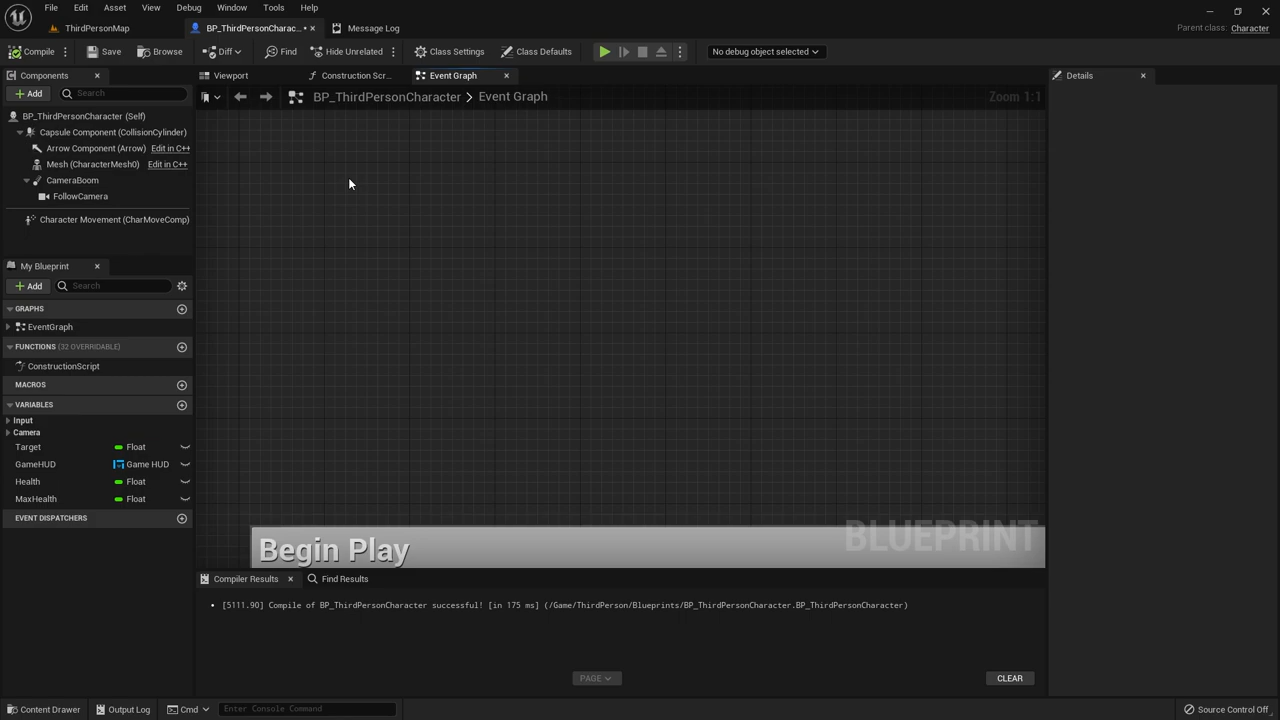 File Edit Asset View Debug Window Tools Help
Parent class: Character
ThirdPersonMap
BP_ThirdPersonCharac...
Message Log
Compile
Save
Browse
Diff
Find
Hide Unrelated
Class Settings
Class Defaults
No debug object selected
Components
Viewport
Construction Scr...
Event Graph
Details
Add
Search
BP_ThirdPersonCharacter > Event Graph
Zoom 1:1
BP_ThirdPersonCharacter (Self)
Capsule Component (CollisionCylinder)
Arrow Component (Arrow) Edit in C++
Mesh (CharacterMesh0) Edit in C++
CameraBoom
FollowCamera
Character Movement (CharMoveComp)
My Blueprint
Add
Search
GRAPHS
EventGraph
FUNCTIONS (32 OVERRIDABLE)
ConstructionScript
MACROS
VARIABLES
Input
Camera
Target Float
GameHUD Game HUD
Health Float
MaxHealth Float
EVENT DISPATCHERS
BLUEPRINT
Begin Play
Compiler Results
Find Results
[5111.90] Compile of BP_ThirdPersonCharacter successful! [in 175 ms] (/Game/ThirdPerson/Blueprints/BP_ThirdPersonCharacter.BP_ThirdPersonCharacter)
PAGE
CLEAR
Content Drawer
Output Log
Cmd
Enter Console Command
Source Control Off